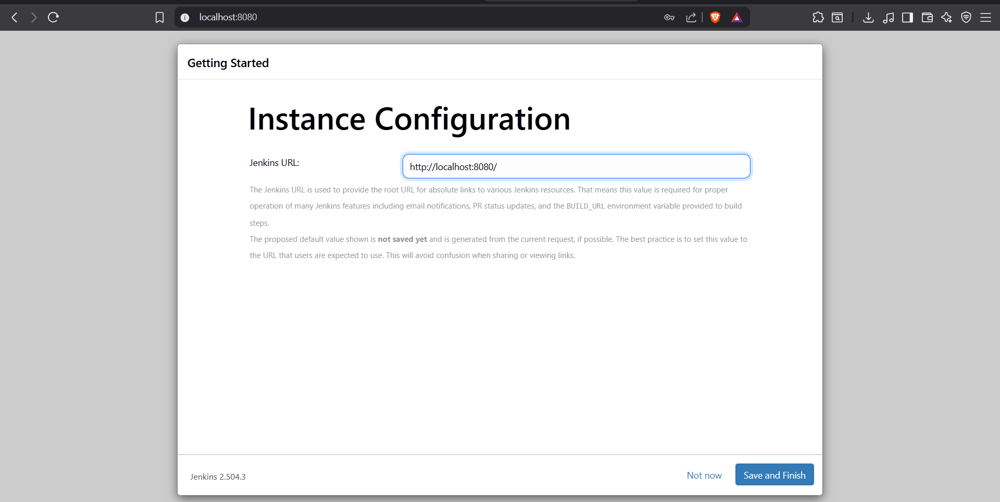 localhost:8080
Getting Started
Instance Configuration
Jenkins URL:
http://localhost:8080/
The Jenkins URL is used to provide the root URL for absolute links to various Jenkins resources. That means this value is required for proper
operation of many Jenkins features including email notifications, PR status updates, and the BUILD_URL environment variable provided to build
steps.
The proposed default value shown is not saved yet and is generated from the current request, if possible. The best practice is to set this value to
the URL that users are expected to use. This will avoid confusion when sharing or viewing links.
Jenkins 2.504.3
Not now
Save and Finish